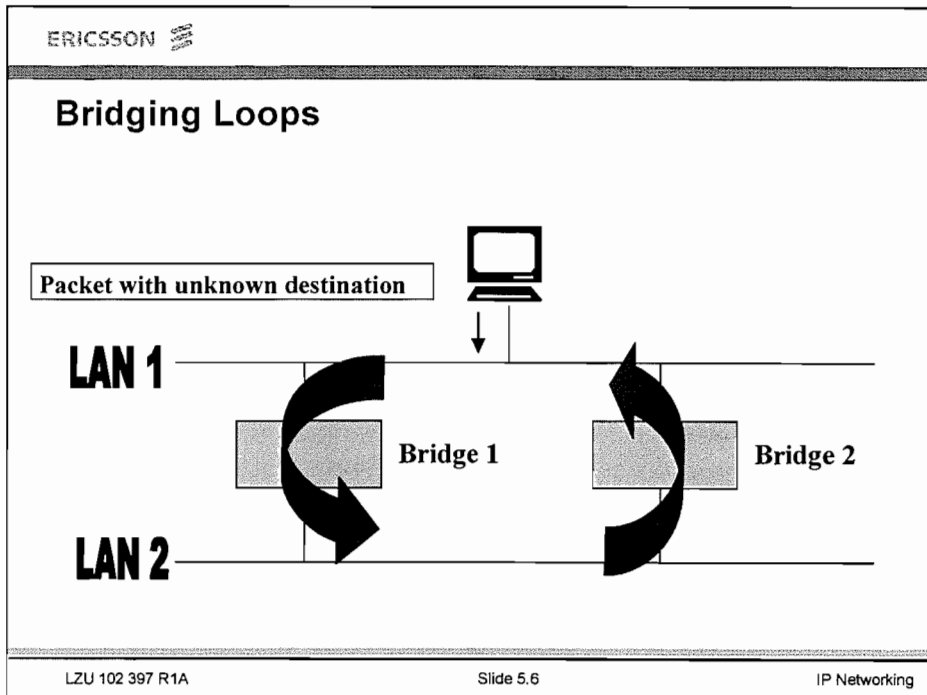 ERICSSON
Bridging Loops
Packet with unknown destination
LAN 1
Bridge 1
Bridge 2
LAN 2
LZU 102 397 R1A
Slide 5.6
IP Networking